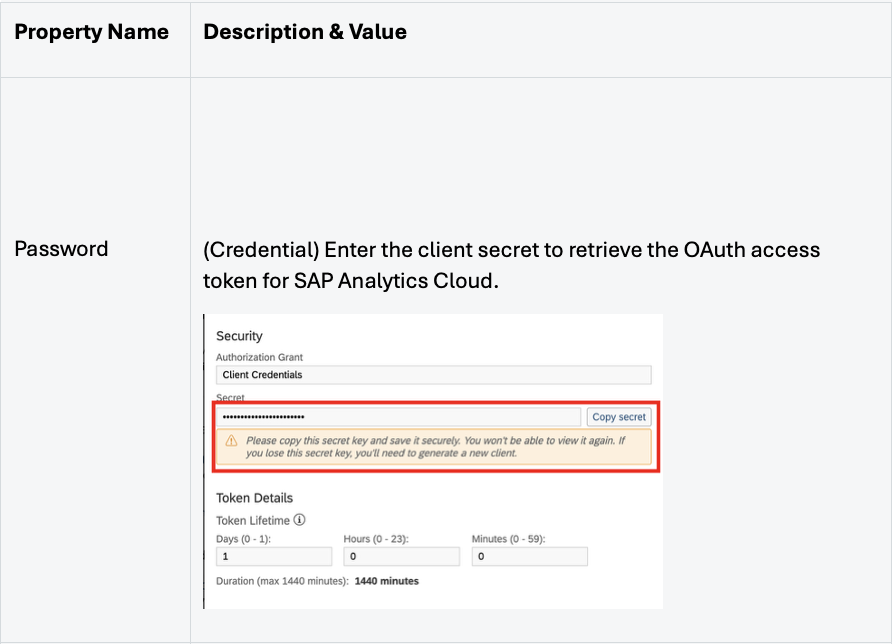 Property Name
Description & Value
Password
(Credential) Enter the client secret to retrieve the OAuth access
token for SAP Analytics Cloud.
Security
Authorization Grant
Client Credentials
Secret
•••••••••••••••••••••••
Copy secret
Please copy this secret key and save it securely. You won't be able to view it again. If
you lose this secret key, you'll need to generate a new client.
Token Details
Token Lifetime
Days (0 - 1):
Hours (0 - 23):
Minutes (0 - 59):
1
0
0
Duration (max 1440 minutes): 1440 minutes